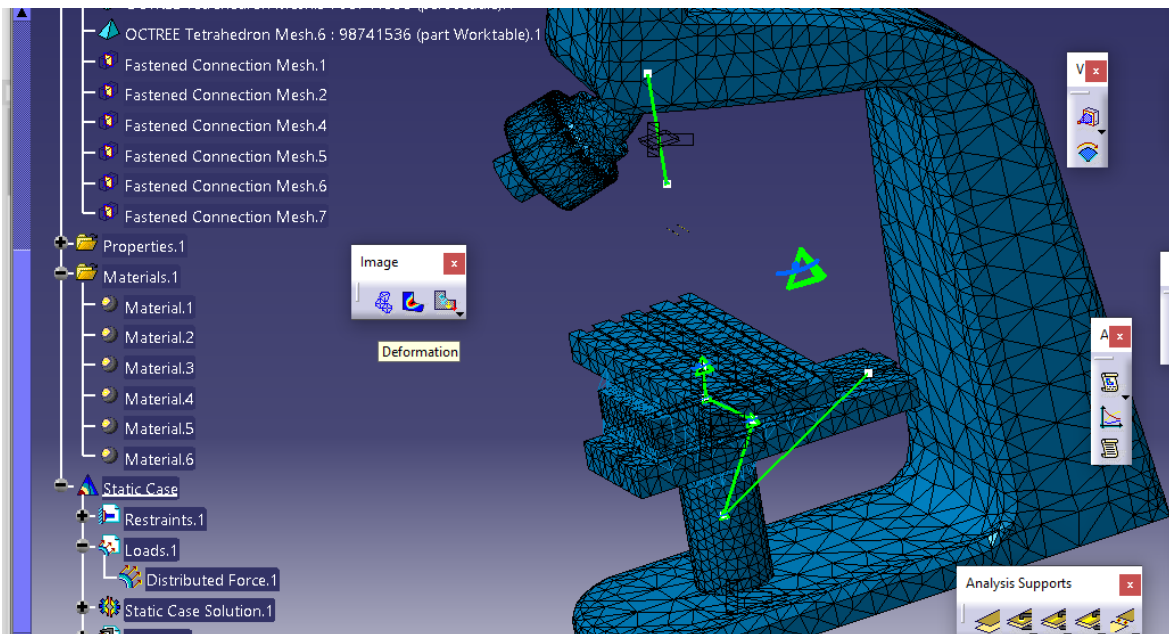 OCTREE Tetrahedron Mesh.6 : 98741536 (part Worktable).1
Fastened Connection Mesh.1
Fastened Connection Mesh.2
Fastened Connection Mesh.4
Fastened Connection Mesh.5
Fastened Connection Mesh.6
Fastened Connection Mesh.7
Properties.1
Materials.1
Material.1
Material.2
Material.3
Material.4
Material.5
Material.6
Static Case
Restraints.1
Loads.1
Distributed Force.1
Static Case Solution.1
Image
Deformation
V
A
Analysis Supports